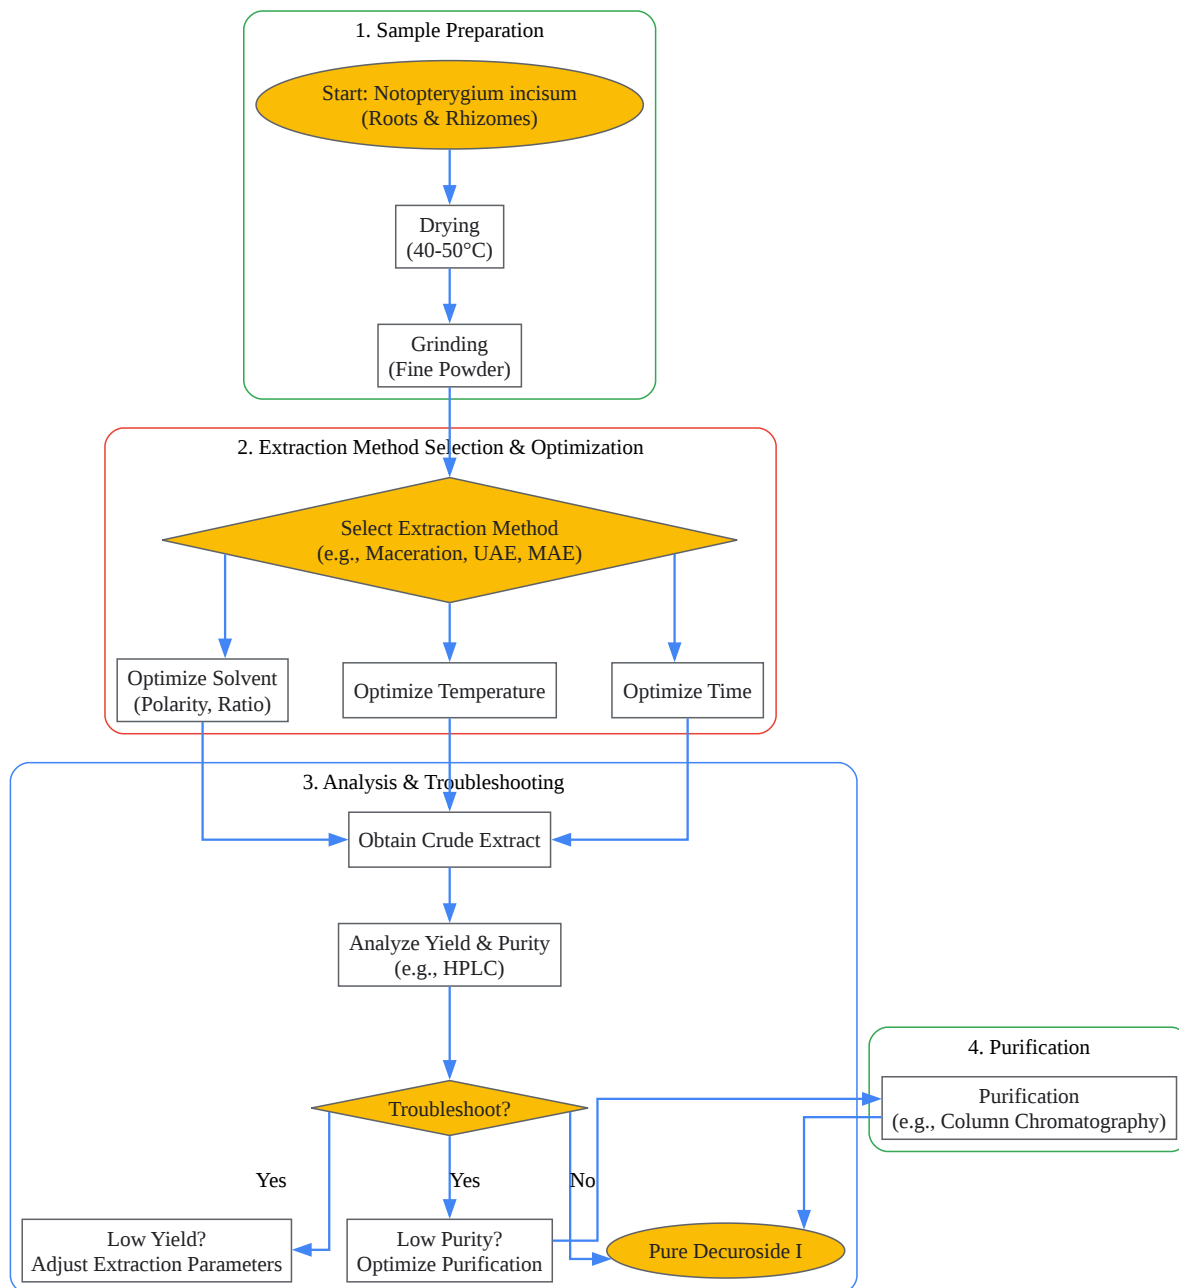 1. Sample Preparation
Start: Notopterygium incisum
(Roots & Rhizomes)
Drying
(40-50°C)
Grinding
(Fine Powder)
2. Extraction Method Selection & Optimization
Select Extraction Method
(e.g., Maceration, UAE, MAE)
Optimize Solvent
(Polarity, Ratio)
Optimize Temperature
Optimize Time
3. Analysis & Troubleshooting
Obtain Crude Extract
Analyze Yield & Purity
(e.g., HPLC)
4. Purification
Purification
(e.g., Column Chromatography)
Troubleshoot?
Yes
Yes
No
Low Yield?
Adjust Extraction Parameters
Low Purity?
Optimize Purification
Pure Decuroside I